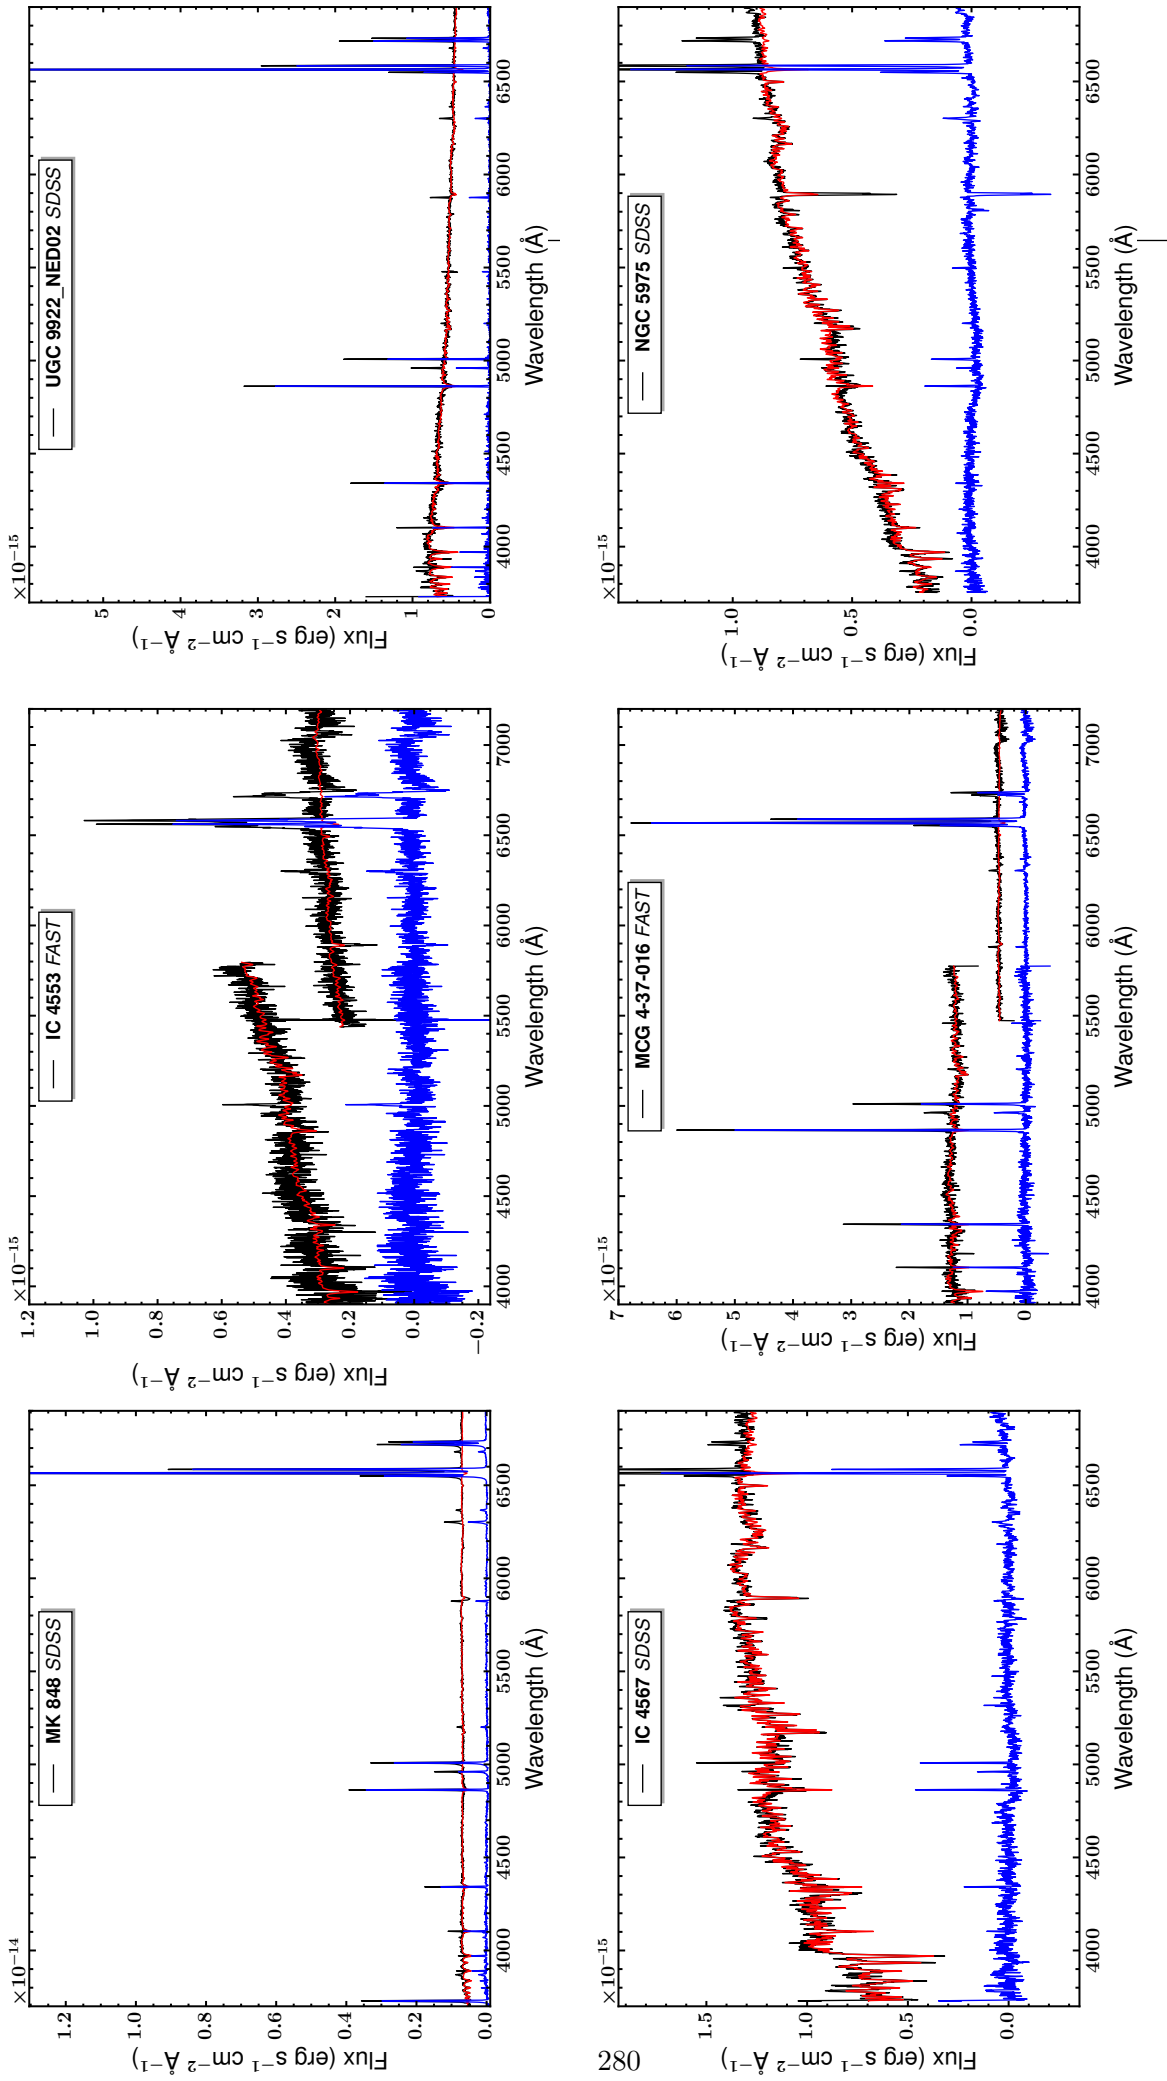 ×10⁻¹⁴
MK 848 SDSS
Flux (erg s⁻¹ cm⁻² Å⁻¹)
1.2
1.0
0.8
0.6
0.4
0.2
0.0
4000 4500 5000 5500 6000 6500
Wavelength (Å)
×10⁻¹⁵
IC 4553 FAST
Flux (erg s⁻¹ cm⁻² Å⁻¹)
1.2
1.0
0.8
0.6
0.4
0.2
0.0
−0.2
4000 4500 5000 5500 6000 6500 7000
Wavelength (Å)
×10⁻¹⁵
UGC 9922_NED02 SDSS
Flux (erg s⁻¹ cm⁻² Å⁻¹)
5
4
3
2
1
0
4000 4500 5000 5500 6000 6500
Wavelength (Å)
×10⁻¹⁵
IC 4567 SDSS
Flux (erg s⁻¹ cm⁻² Å⁻¹)
1.5
1.0
0.5
0.0
4000 4500 5000 5500 6000 6500
Wavelength (Å)
×10⁻¹⁵
MCG 4-37-016 FAST
Flux (erg s⁻¹ cm⁻² Å⁻¹)
7
6
5
4
3
2
1
0
4000 4500 5000 5500 6000 6500 7000
Wavelength (Å)
×10⁻¹⁵
NGC 5975 SDSS
Flux (erg s⁻¹ cm⁻² Å⁻¹)
1.0
0.5
0.0
4000 4500 5000 5500 6000 6500
Wavelength (Å)
280